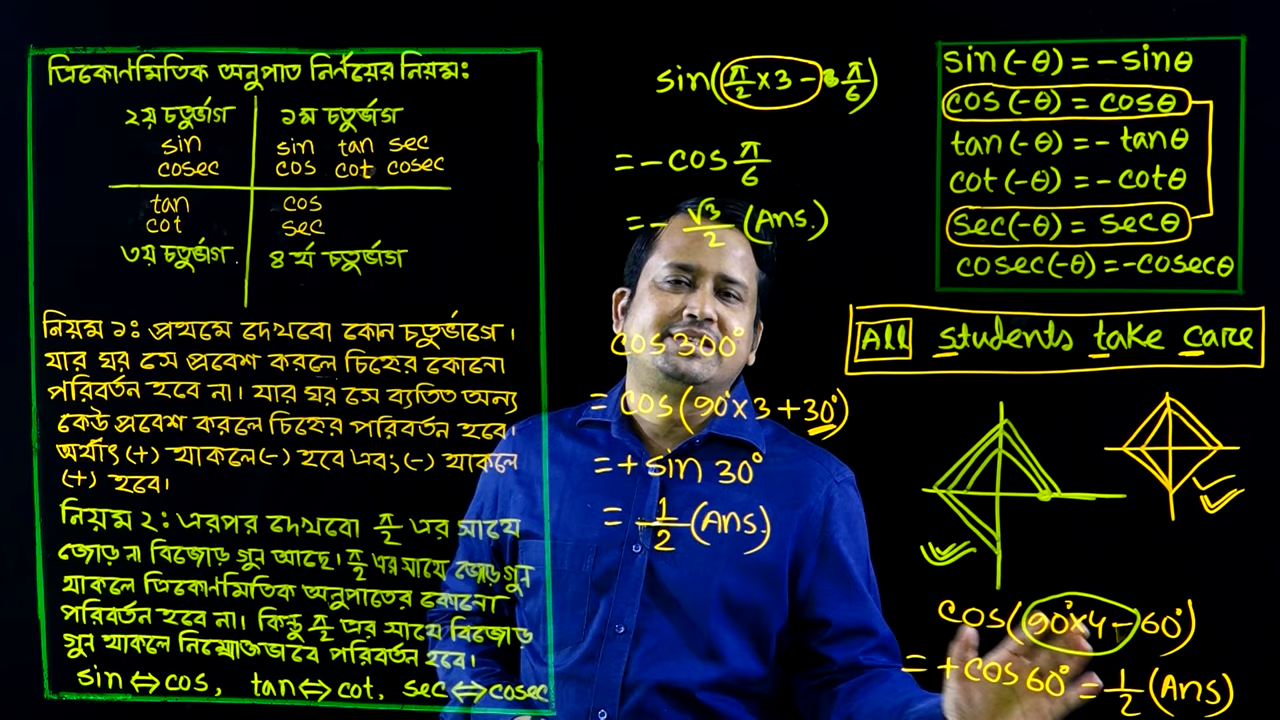 ত্রিকোণমিতিক অনুপাত নির্ণয়ের নিয়ম:
২য় চতুর্ভাগ
১ম চতুর্ভাগ
sin
sin tan sec
cosec
cos cot cosec
tan
cos
cot
sec
৩য় চতুর্ভাগ
৪র্থ চতুর্ভাগ
নিয়ম ১: প্রথমে দেখবো কোন চতুর্ভাগে।
যার ঘর সে প্রবেশ করলে চিহ্নের কোনো
পরিবর্তন হবে না। যার ঘর সে ব্যতিত অন্য
কেউ প্রবেশ করলে চিহ্নের পরিবর্তন হবে।
অর্থাৎ (+) থাকলে (-) হবে এবং (-) থাকলে
(+) হবে।
নিয়ম ২: এরপর দেখবো π/2 এর সাথে
জোড় না বিজোড় গুন আছে। π/2 এর সাথে জোড় গুন
থাকলে ত্রিকোণমিতিক অনুপাতের কোনো
পরিবর্তন হবে না। কিন্তু π/2 এর সাথে বিজোড়
গুন থাকলে নিম্নোক্তভাবে পরিবর্তন হবে।
sin⇔cos, tan⇔cot, sec⇔cosec
sin(π/2×3 - π/6)
= - cos π/6
= - √3/2 (Ans.)
cos 300°
= cos (90°×3+30°)
= + sin 30°
= 1/2 (Ans.)
sin(-θ) = -sinθ
cos(-θ) = cosθ
tan(-θ) = - tanθ
cot(-θ) = - cotθ
sec(-θ) = secθ
cosec(-θ) = -cosecθ
All students take care
cos(90°×4-60°)
= + cos 60° = 1/2 (Ans)